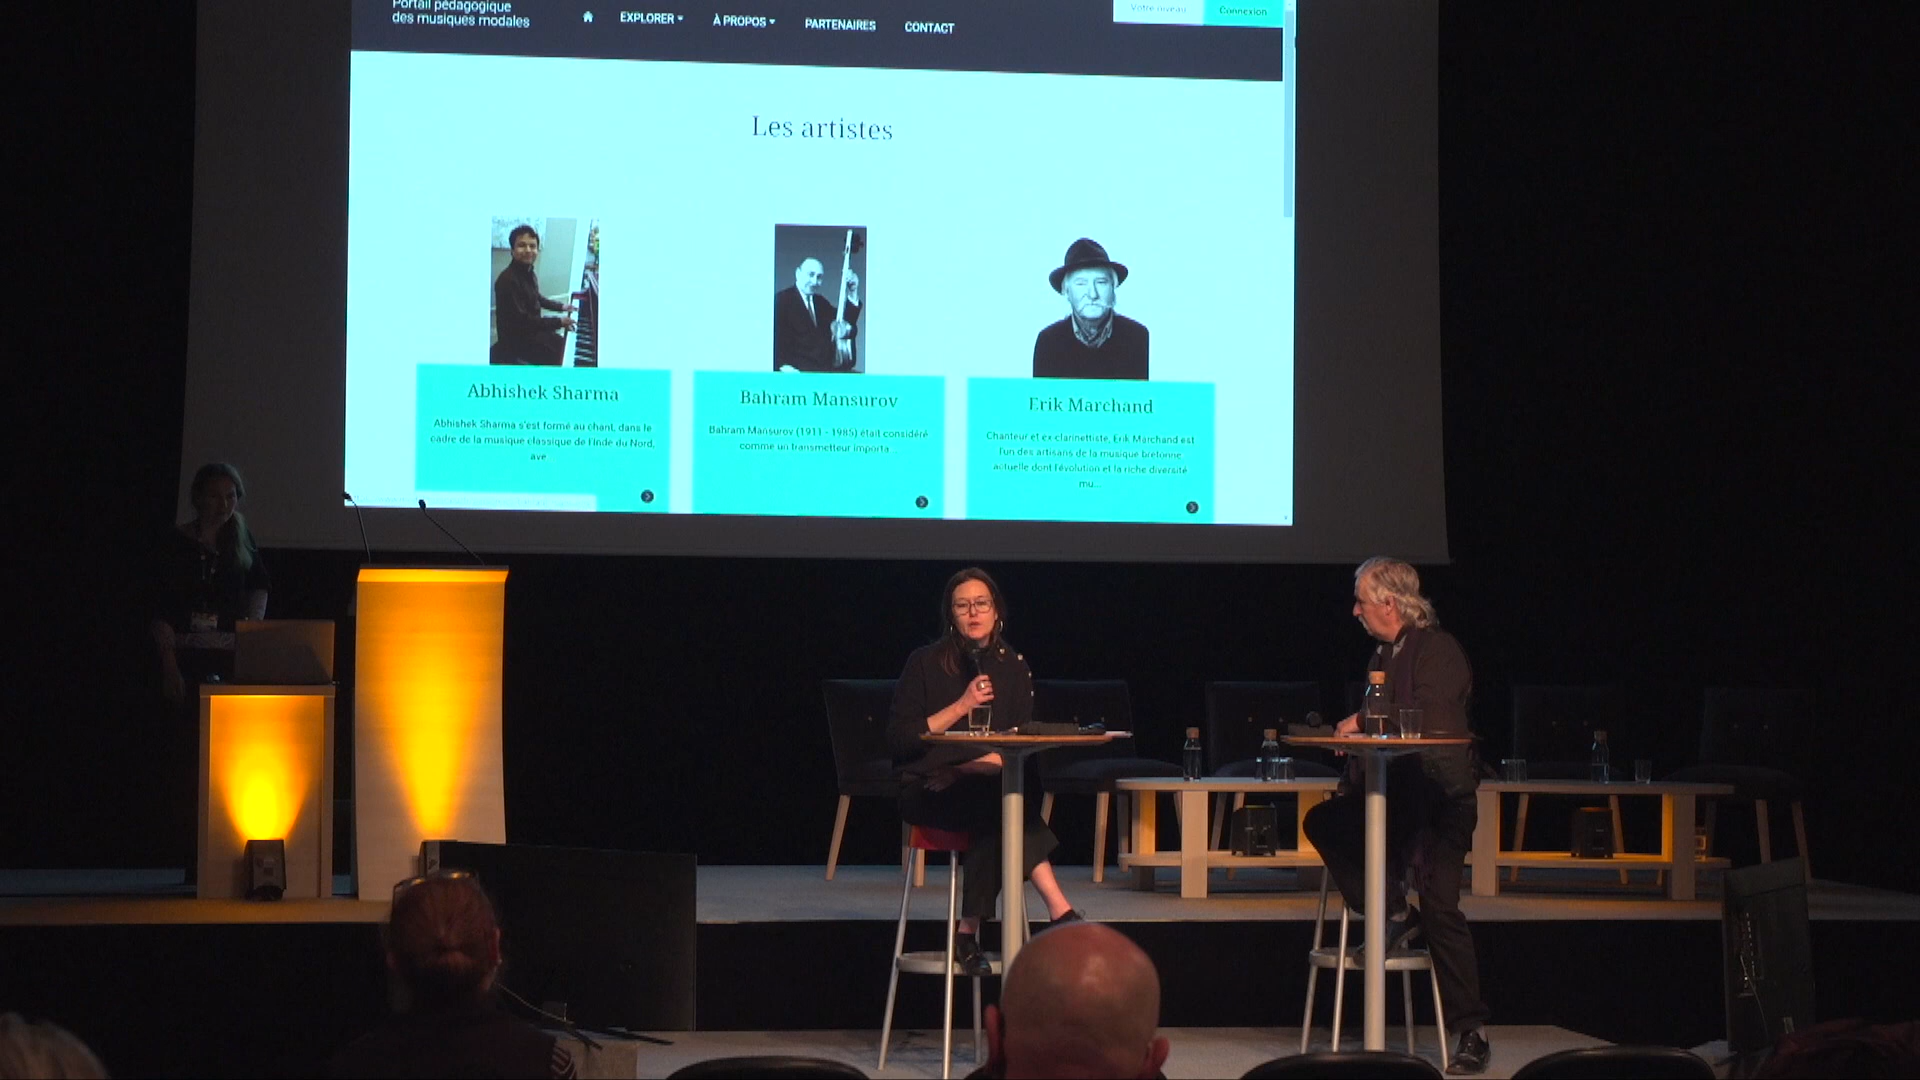 Portail pédagogique
des musiques modales
EXPLORER
À PROPOS
PARTENAIRES
CONTACT
Votre niveau
Connexion
Les artistes
Abhishek Sharma
Abhishek Sharma s'est formé au chant, dans le
cadre de la musique classique de l'Inde du Nord,
ave
Bahram Mansurov
Bahram Mansurov (1911 - 1985) était considéré
comme un transmetteur importa...
Erik Marchand
Chanteur et ex-clarinettiste, Erik Marchand est
l'un des artisans de la musique bretonne
actuelle dont l'évolution et la riche diversité
mu...